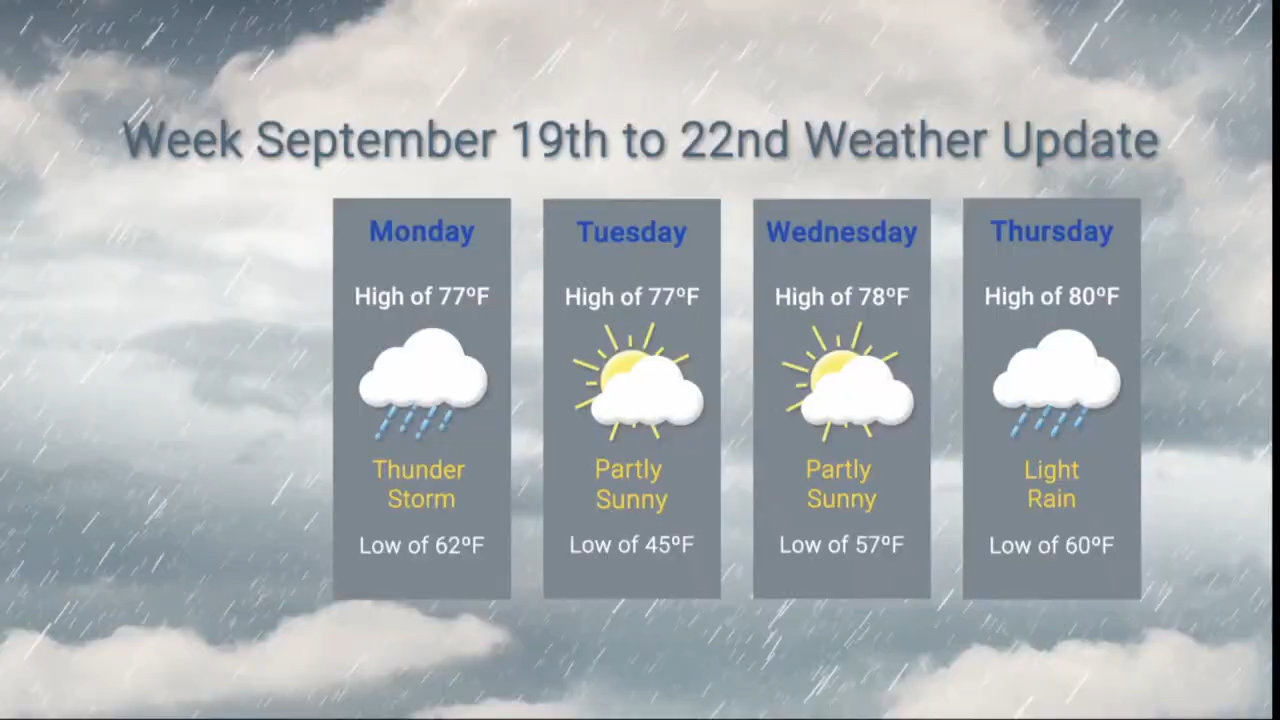 Week September 19th to 22nd Weather Update
Monday
High of 77ºF
Thunder
Storm
Low of 62ºF
Tuesday
High of 77ºF
Partly
Sunny
Low of 45ºF
Wednesday
High of 78ºF
Partly
Sunny
Low of 57ºF
Thursday
High of 80ºF
Light
Rain
Low of 60ºF